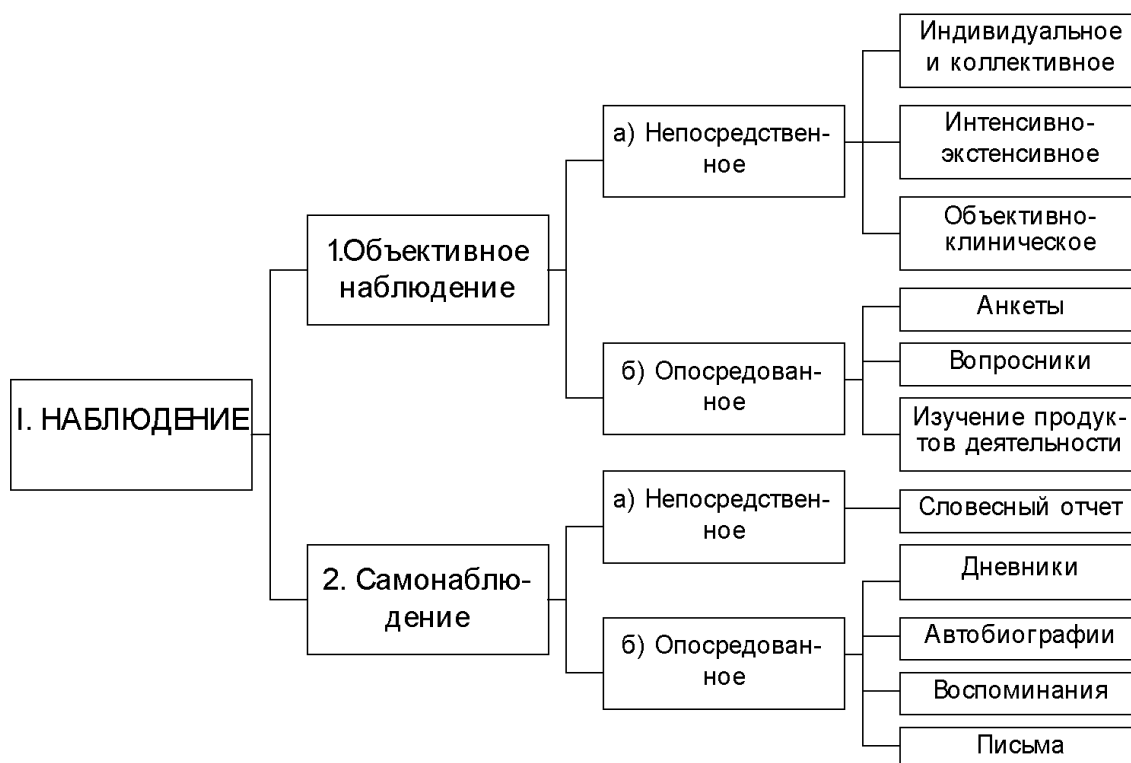 I. НАБЛЮДЕНИЕ
1.Объективное
наблюдение
а) Непосредствен-
ное
Индивидуальное
и коллективное
Интенсивно-
экстенсивное
Объективно-
клиническое
б) Опосредован-
ное
Анкеты
Вопросники
Изучение продук-
тов деятельности
2. Самонаблю-
дение
а) Непосредствен-
ное
Словесный отчет
б) Опосредован-
ное
Дневники
Автобиографии
Воспоминания
Письма